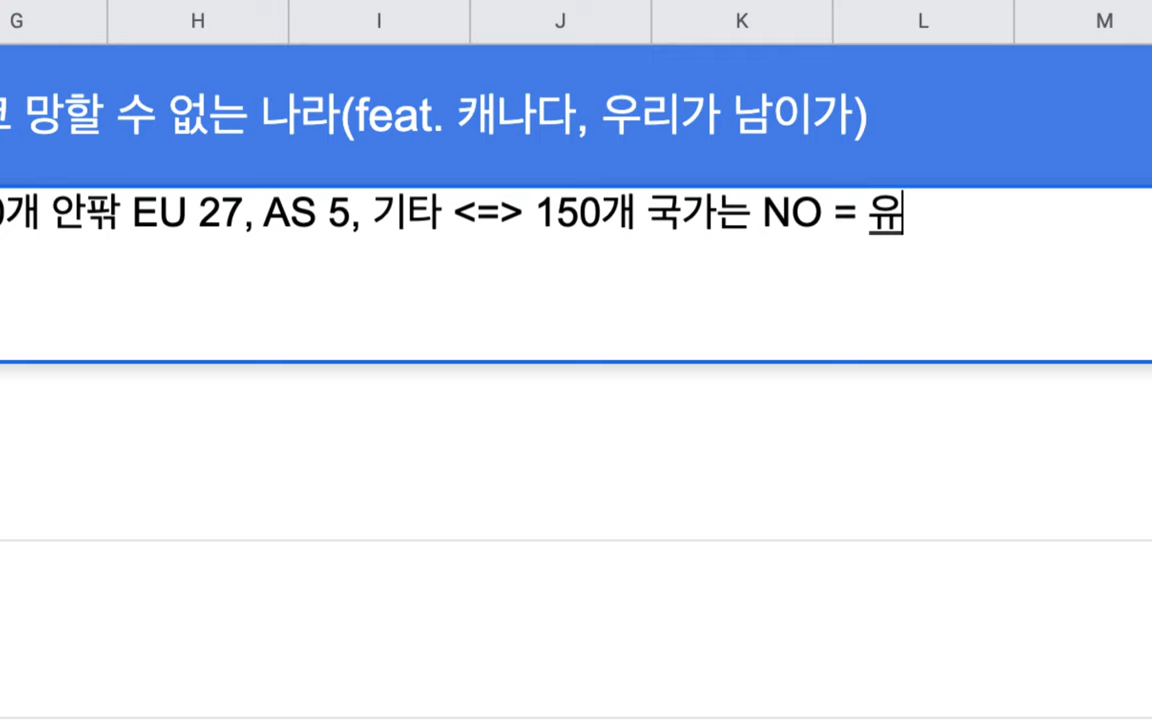 G H I J K L M
망할 수 없는 나라(feat. 캐나다, 우리가 남이가)
0개 안팎 EU 27, AS 5, 기타 <=> 150개 국가는 NO = 유